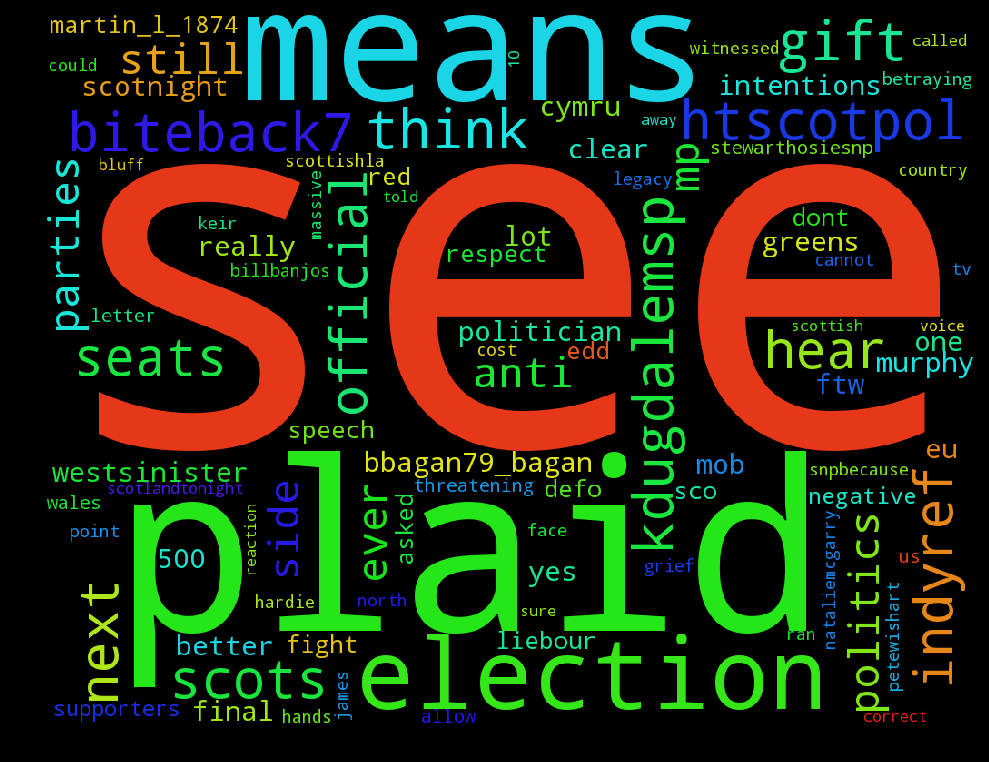 martin_l_1874
means
gift
called
could
still
10
witnessed
scotnight
intentions
betraying
biteback7
think
cymru
away
htscotpol
bluff
scottishla
red
clear
mp
stewarthosiesnp
parties
massive
official
told
legacy
country
see
keir
really
billbanjos
lot
respect
kdugdalemsp
dont
greens
cannot
tv
letter
seats
politician
cost
edd
anti
scottish
voice
hear
one
murphy
ftw
speech
westsinister
bbagan79_bagan
mob
snpbecause
eu
scotlandtonight
threatening
defo
sco
negative
indyref
wales
point
plaid
500
reaction
side
ever
asked
face
yes
grief
nataliemcgarry
politics
us
next
hardie
north
sure
petewishart
better
fight
liebour
ran
scots
election
supporters
final
hands
james
allow
correct